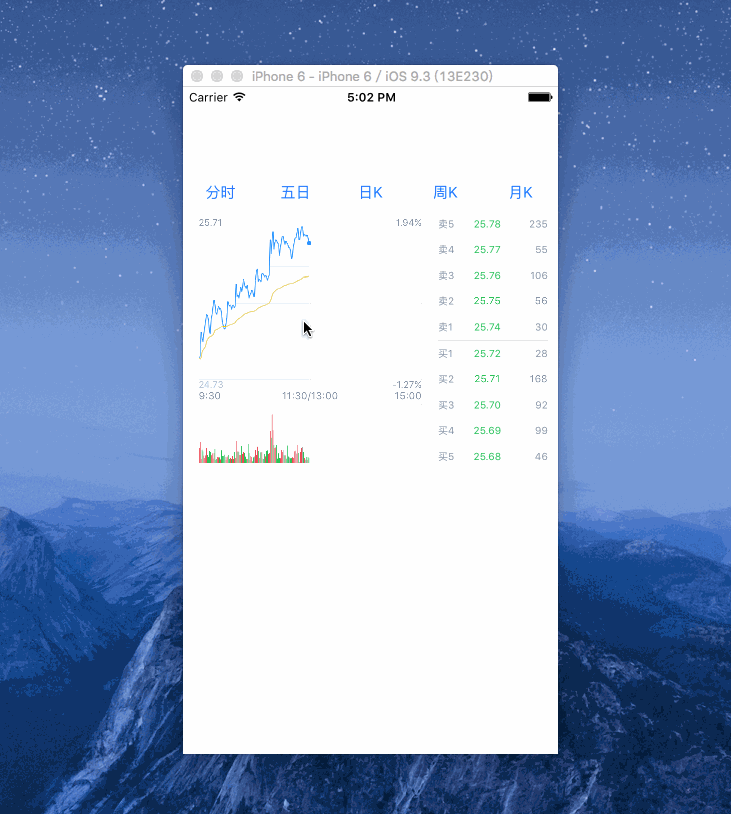 iPhone 6 - iPhone 6 / iOS 9.3 (13E230)
Carrier 5:02 PM
分时 五日 日K 周K 月K
25.71 1.94%
24.73 -1.27%
9:30 11:30/13:00 15:00
卖5 25.78 235
卖4 25.77 55
卖3 25.76 106
卖2 25.75 56
卖1 25.74 30
买1 25.72 28
买2 25.71 168
买3 25.70 92
买4 25.69 99
买5 25.68 46